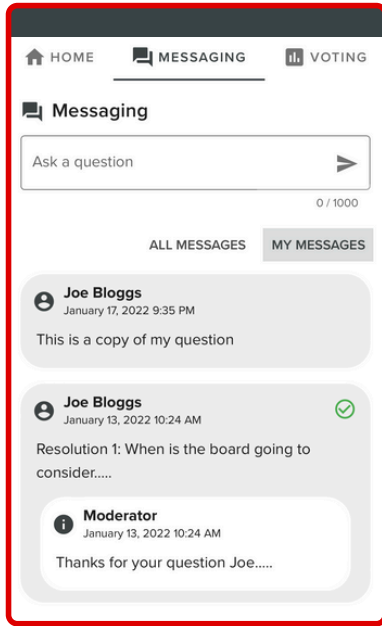 HOME MESSAGING VOTING
Messaging
Ask a question
0 / 1000
ALL MESSAGES MY MESSAGES
Joe Bloggs
January 17, 2022 9:35 PM
This is a copy of my question
Joe Bloggs
January 13, 2022 10:24 AM
Resolution 1: When is the board going to
consider.....
Moderator
January 13, 2022 10:24 AM
Thanks for your question Joe.....